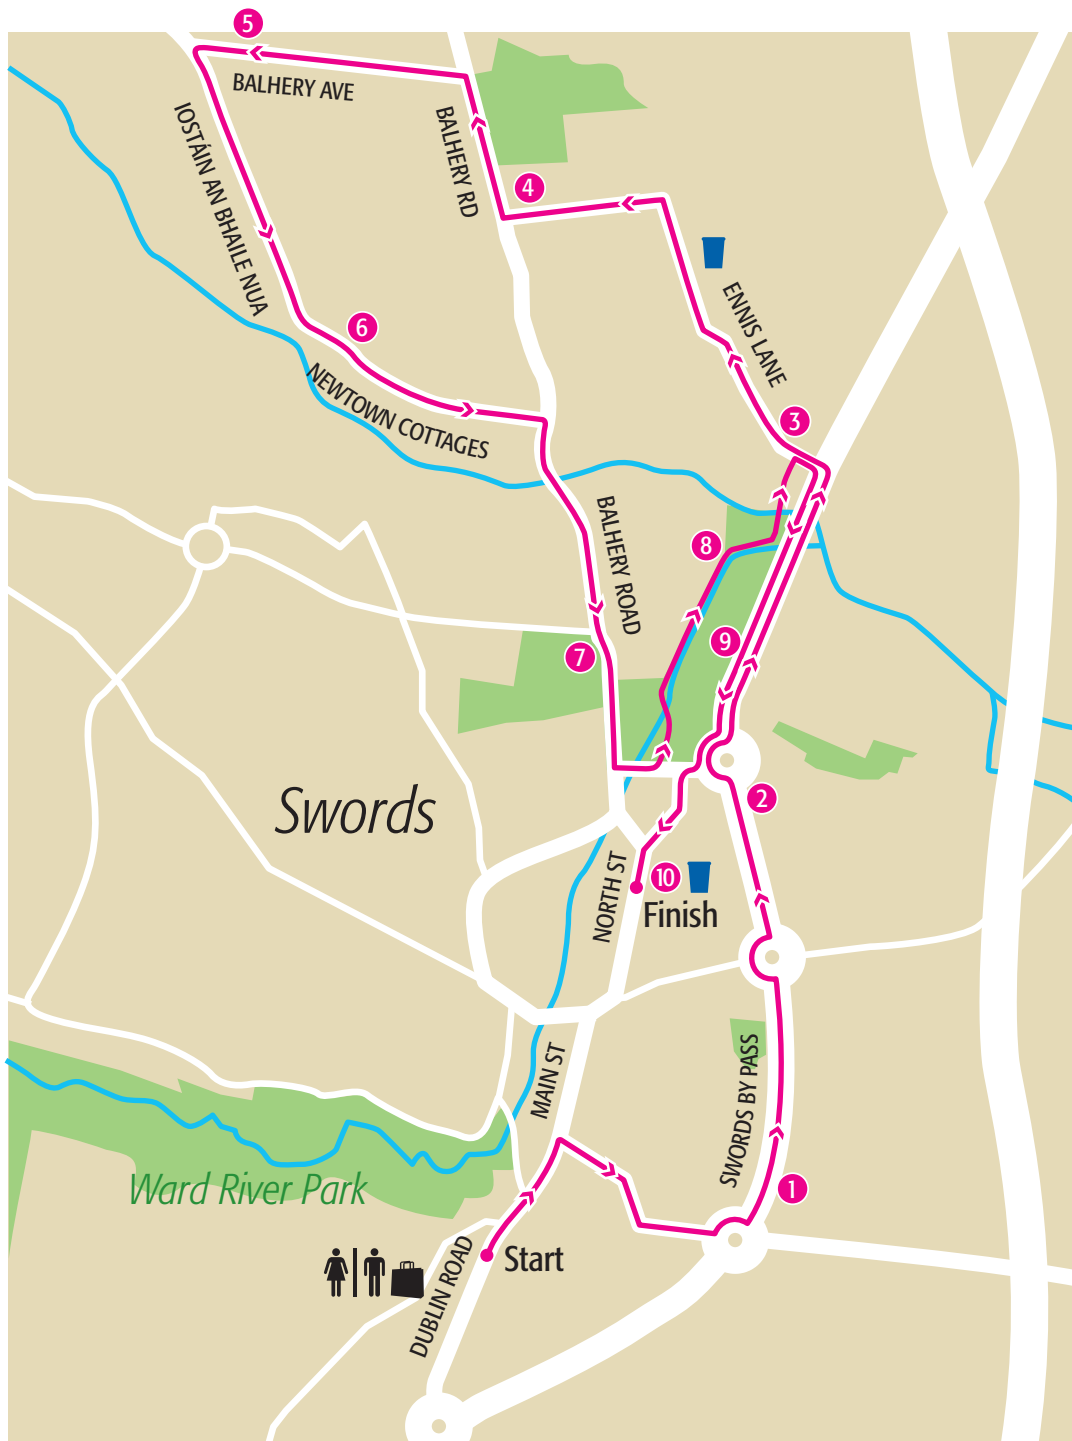 5
BALHERY AVE
IOSTÁIN AN BHAILE NUA
BALHERY RD
4
ENNIS LANE
6
NEWTOWN COTTAGES
3
BALHERY ROAD
8
9
7
Swords
2
NORTH ST
10
Finish
MAIN ST
SWORDS BY PASS
1
Ward River Park
DUBLIN ROAD
Start